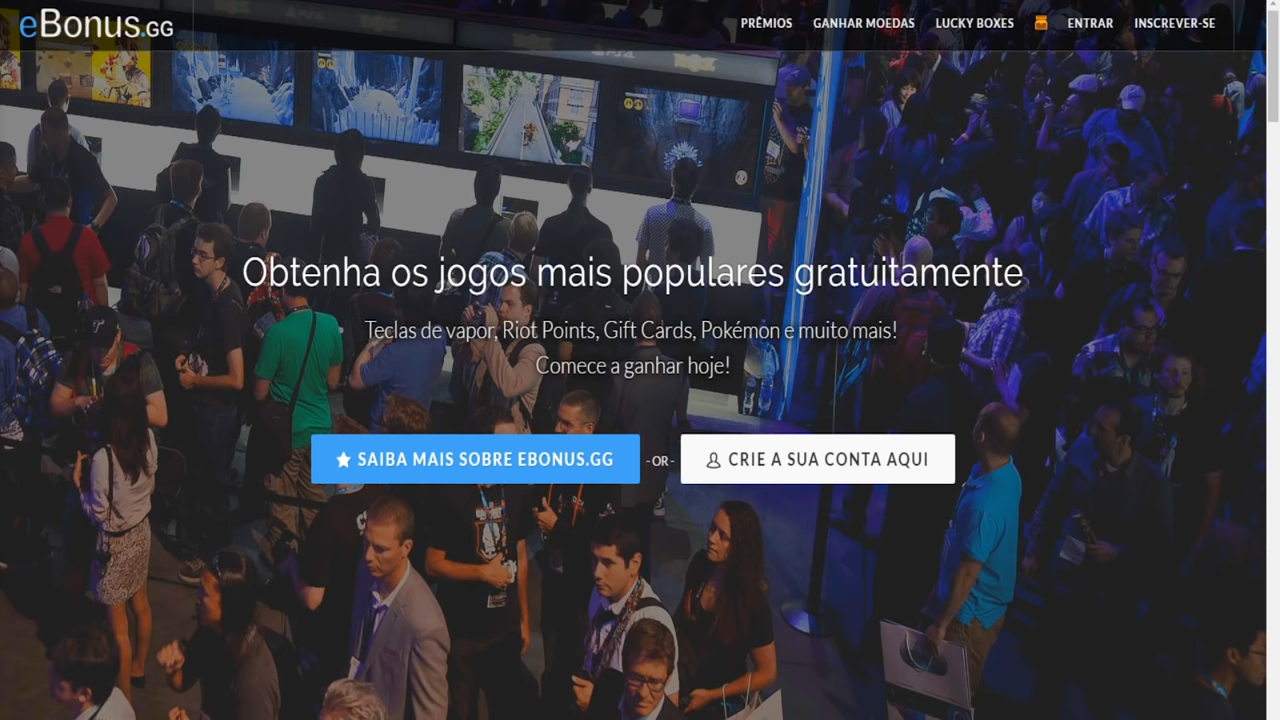 eBonus.GG
PRÊMIOS GANHAR MOEDAS LUCKY BOXES ENTRAR INSCREVER-SE
Obtenha os jogos mais populares gratuitamente
Teclas de vapor, Riot Points, Gift Cards, Pokémon e muito mais!
Comece a ganhar hoje!
SAIBA MAIS SOBRE EBONUS.GG -OR- CRIE A SUA CONTA AQUI